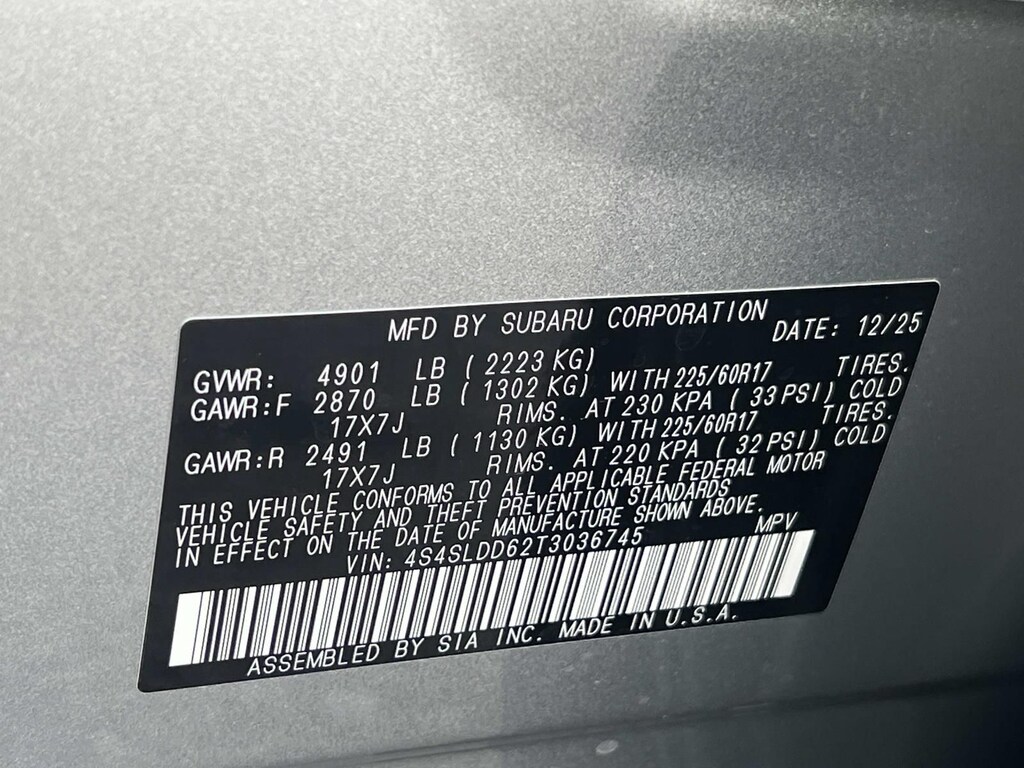 MFD BY SUBARU CORPORATION DATE: 12/25
GVWR: 4901 LB ( 2223 KG)
GAWR:F 2870 LB ( 1302 KG) WITH 225/60R17 TIRES.
17X7J RIMS. AT 230 KPA ( 33 PSI) COLD
GAWR:R 2491 LB ( 1130 KG) WITH 225/60R17 TIRES.
17X7J RIMS. AT 220 KPA ( 32 PSI) COLD
THIS VEHICLE CONFORMS TO ALL APPLICABLE FEDERAL MOTOR
VEHICLE SAFETY AND THEFT PREVENTION STANDARDS
IN EFFECT ON THE DATE OF MANUFACTURE SHOWN ABOVE.
VIN: 4S4SLDD62T3036745 MPV
ASSEMBLED BY SIA INC. MADE IN U.S.A.